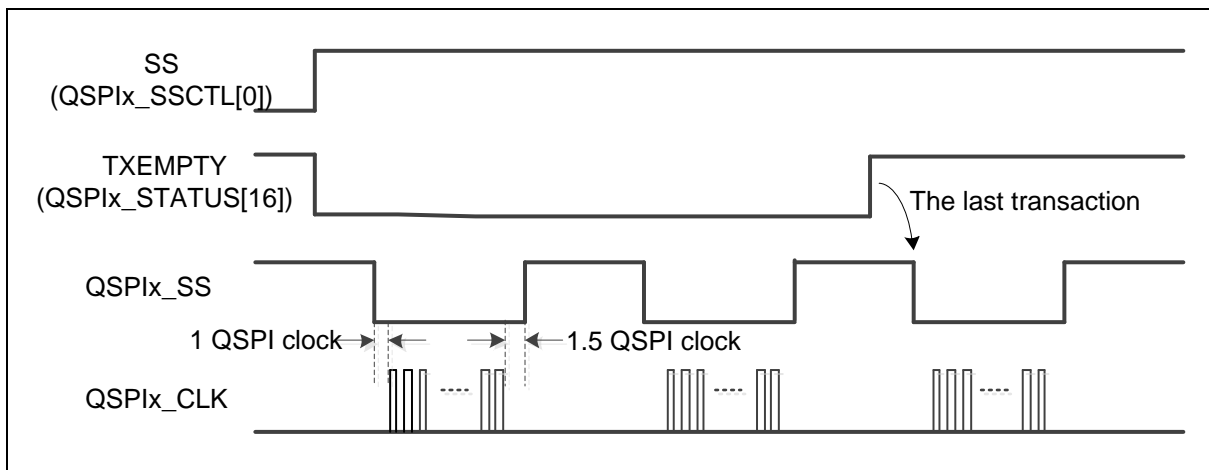 SS
(QSPIx_SSCTL[0])
TXEMPTY
(QSPIx_STATUS[16])
The last transaction
QSPIx_SS
1 QSPI clock
1.5 QSPI clock
QSPIx_CLK